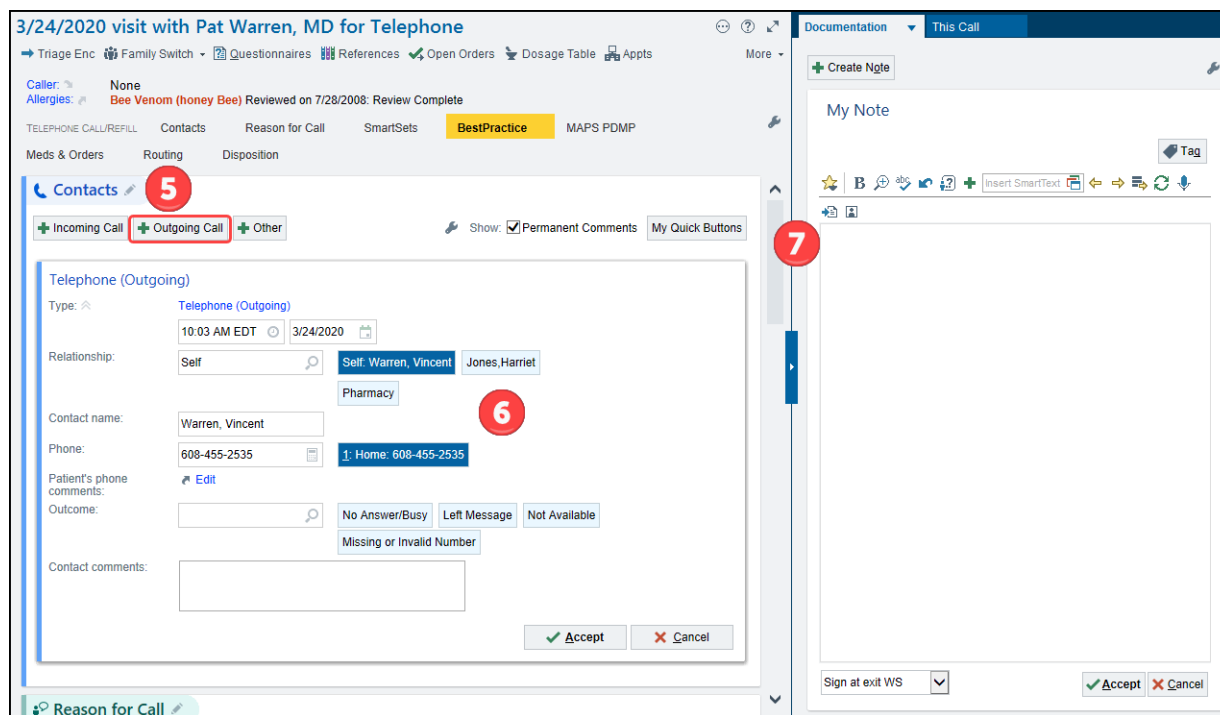 3/24/2020 visit with Pat Warren, MD for Telephone
Triage Enc Family Switch Questionnaires References Open Orders Dosage Table Appts More
Caller: None
Allergies: Bee Venom (honey Bee) Reviewed on 7/28/2008: Review Complete
TELEPHONE CALL/REFILL Contacts Reason for Call SmartSets BestPractice MAPS PDMP
Meds & Orders Routing Disposition
Contacts 5
Incoming Call Outgoing Call Other Show: Permanent Comments My Quick Buttons
Telephone (Outgoing)
Type: Telephone (Outgoing)
10:03 AM EDT 3/24/2020
Relationship: Self Self: Warren, Vincent Jones,Harriet
Pharmacy
6
Contact name: Warren, Vincent
Phone: 608-455-2535 1: Home: 608-455-2535
Patient's phone comments: Edit
Outcome: No Answer/Busy Left Message Not Available
Missing or Invalid Number
Contact comments:
Accept Cancel
Reason for Call
Documentation This Call
Create Note
My Note
Tag
B abc Insert SmartText
7
Sign at exit WS Accept Cancel